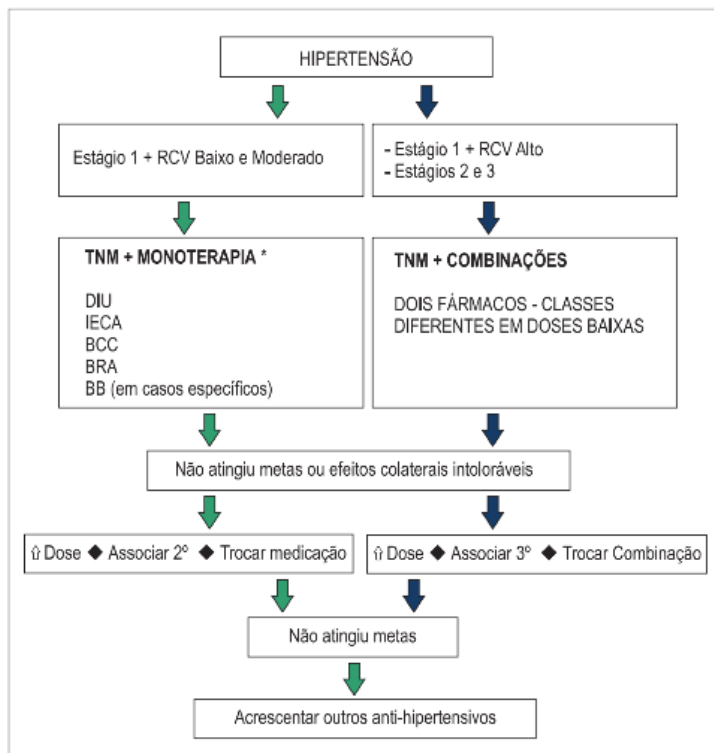 HIPERTENSÃO
Estágio 1 + RCV Baixo e Moderado
- Estágio 1 + RCV Alto
- Estágios 2 e 3
TNM + MONOTERAPIA *
DIU
IECA
BCC
BRA
BB (em casos específicos)
TNM + COMBINAÇÕES
DOIS FÁRMACOS - CLASSES
DIFERENTES EM DOSES BAIXAS
Não atingiu metas ou efeitos colaterais intoloráveis
⇧ Dose ◆ Associar 2º ◆ Trocar medicação
⇧ Dose ◆ Associar 3º ◆ Trocar Combinação
Não atingiu metas
Acrescentar outros anti-hipertensivos